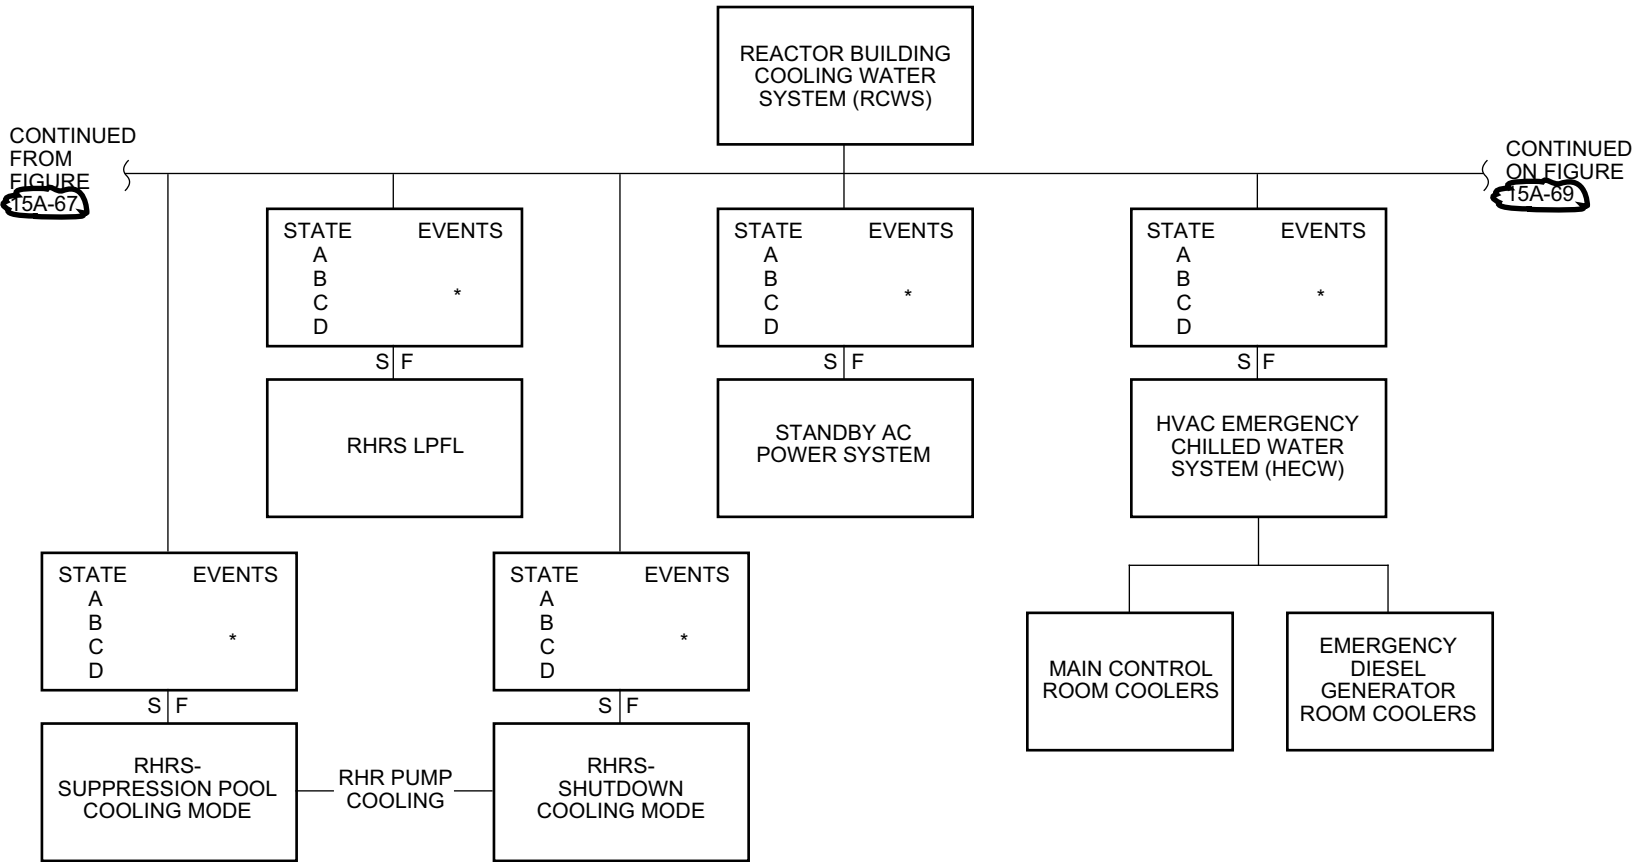 REACTOR BUILDING
COOLING WATER
SYSTEM (RCWS)
CONTINUED
FROM
FIGURE
15A-67
CONTINUED
ON FIGURE
15A-69
STATE EVENTS
A
B
C *
D
S F
RHRS LPFL
STATE EVENTS
A
B
C *
D
S F
STANDBY AC
POWER SYSTEM
STATE EVENTS
A
B
C *
D
S F
HVAC EMERGENCY
CHILLED WATER
SYSTEM (HECW)
STATE EVENTS
A
B
C *
D
S F
RHRS-
SUPPRESSION POOL
COOLING MODE
RHR PUMP
COOLING
STATE EVENTS
A
B
C *
D
S F
RHRS-
SHUTDOWN
COOLING MODE
MAIN CONTROL
ROOM COOLERS
EMERGENCY
DIESEL
GENERATOR
ROOM COOLERS